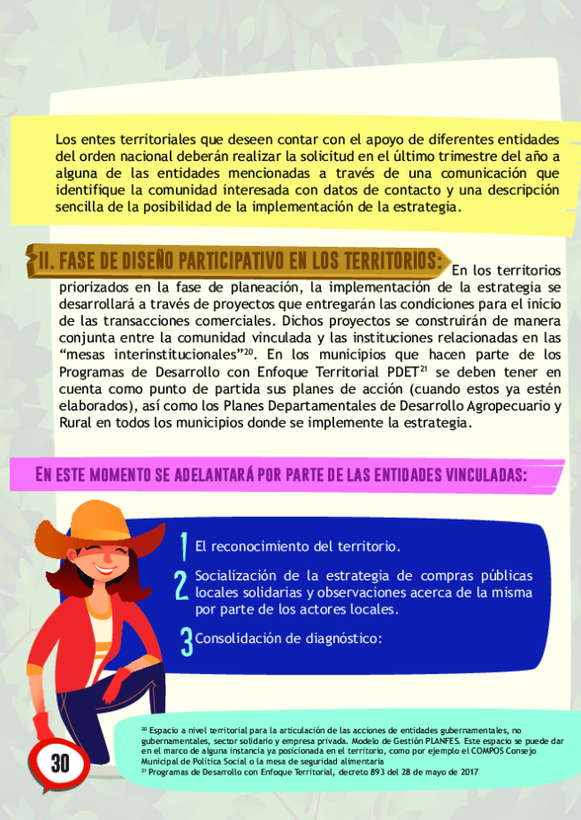 Los entes territoriales que deseen contar con el apoyo de diferentes entidades
del orden nacional deberán realizar la solicitud en el último trimestre del año a
alguna de las entidades mencionadas a través de una comunicación que
identifique la comunidad interesada con datos de contacto y una descripción
sencilla de la posibilidad de la implementación de la estrategia.
II. FASE DE DISEÑO PARTICIPATIVO EN LOS TERRITORIOS:
En los territorios
priorizados en la fase de planeación, la implementación de la estrategia se
desarrollará a través de proyectos que entregarán las condiciones para el inicio
de las transacciones comerciales. Dichos proyectos se construirán de manera
conjunta entre la comunidad vinculada y las instituciones relacionadas en las
“mesas interinstitucionales”²⁰. En los municipios que hacen parte de los
Programas de Desarrollo con Enfoque Territorial PDET²¹ se deben tener en
cuenta como punto de partida sus planes de acción (cuando estos ya estén
elaborados), así como los Planes Departamentales de Desarrollo Agropecuario y
Rural en todos los municipios donde se implemente la estrategia.
EN ESTE MOMENTO SE ADELANTARÁ POR PARTE DE LAS ENTIDADES VINCULADAS:
1 El reconocimiento del territorio.
2 Socialización de la estrategia de compras públicas
locales solidarias y observaciones acerca de la misma
por parte de los actores locales.
3 Consolidación de diagnóstico:
²⁰ Espacio a nivel territorial para la articulación de las acciones de entidades gubernamentales, no
gubernamentales, sector solidario y empresa privada. Modelo de Gestión PLANFES. Este espacio se puede dar
en el marco de alguna instancia ya posicionada en el territorio, como por ejemplo el COMPOS Consejo
Municipal de Política Social o la mesa de seguridad alimentaria
²¹ Programas de Desarrollo con Enfoque Territorial, decreto 893 del 28 de mayo de 2017
30